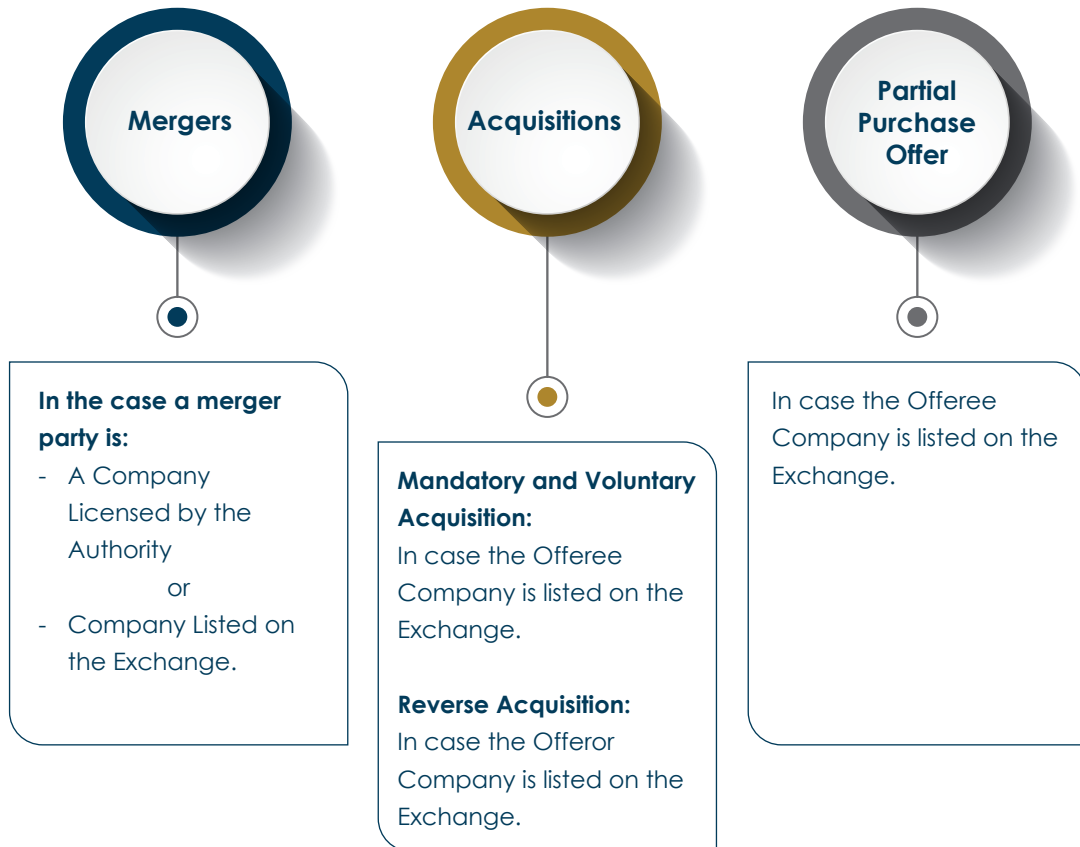 Mergers
In the case a merger
party is:
- A Company
Licensed by the
Authority
or
- Company Listed on
the Exchange.
Acquisitions
Mandatory and Voluntary
Acquisition:
In case the Offeree
Company is listed on the
Exchange.
Reverse Acquisition:
In case the Offeror
Company is listed on the
Exchange.
Partial
Purchase
Offer
In case the Offeree
Company is listed on the
Exchange.